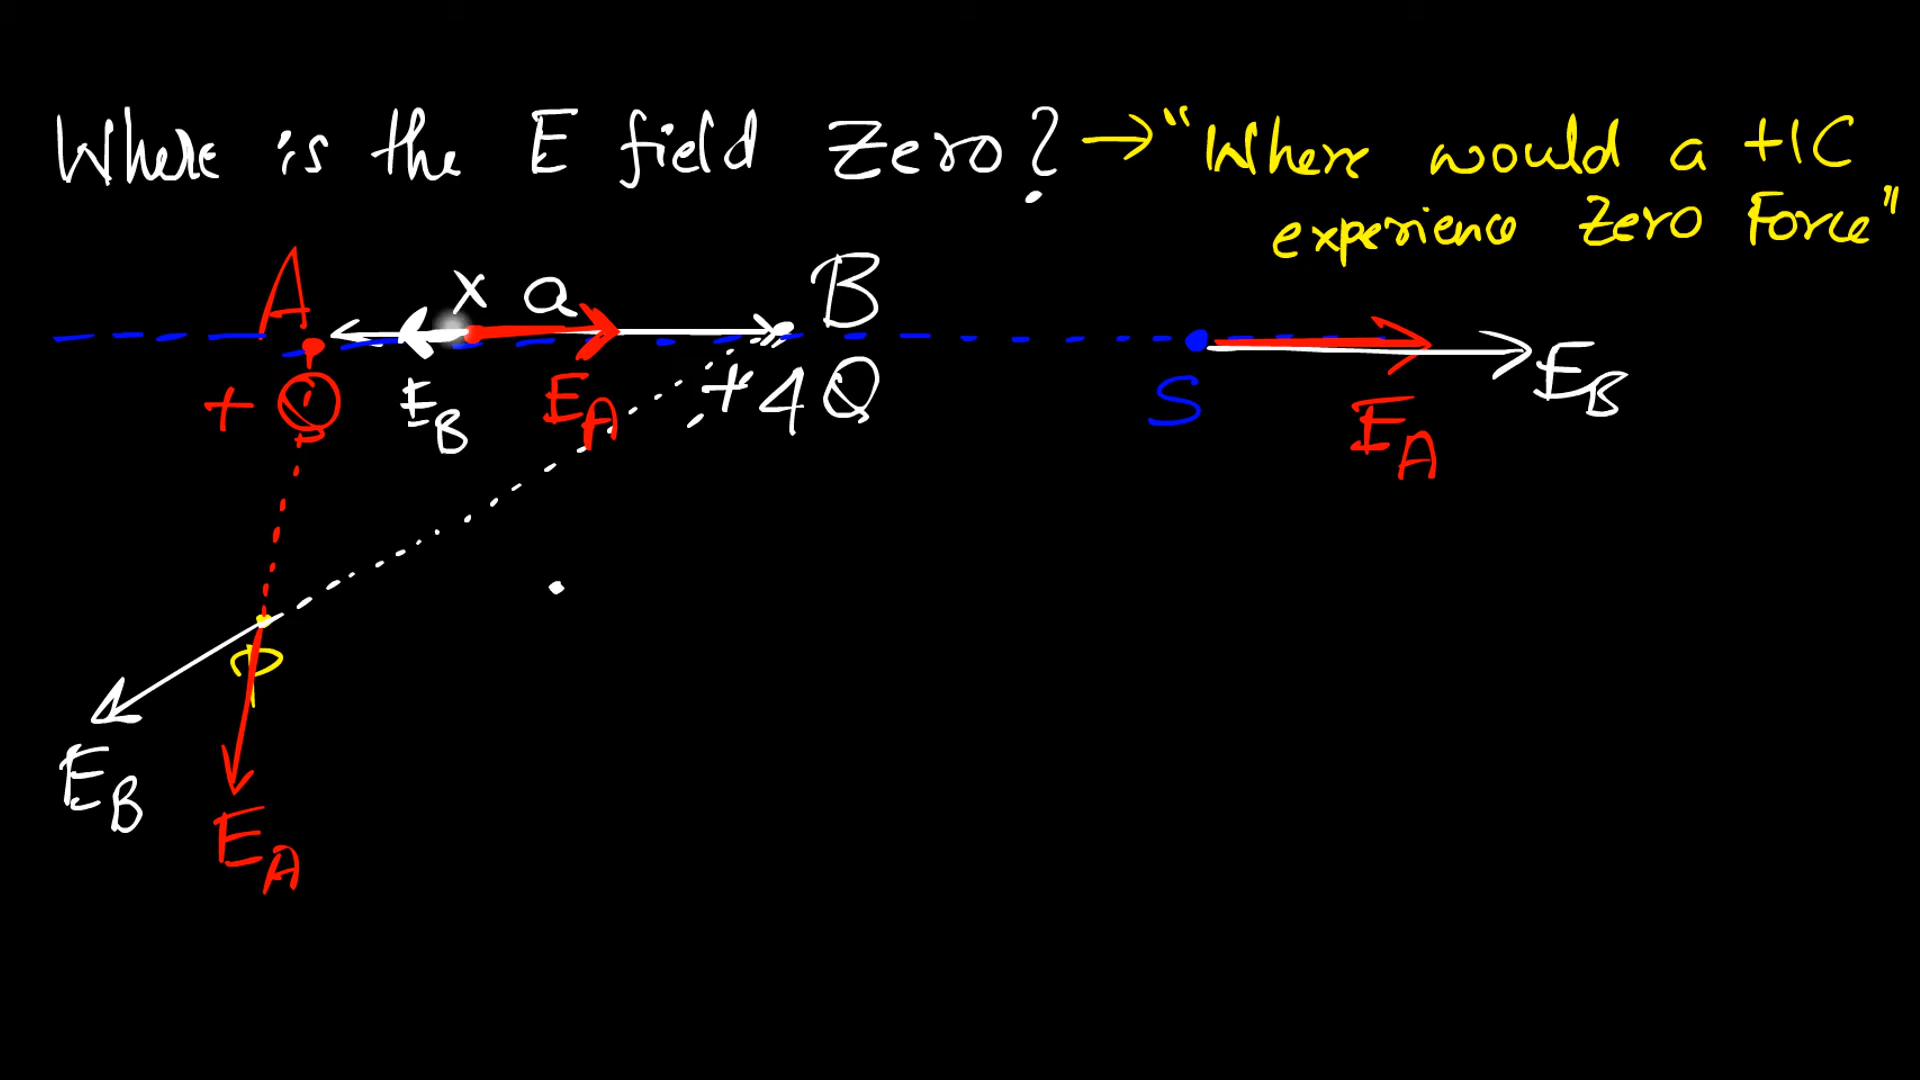 Where is the E field Zero? → "Where would a +1C
experience Zero Force"
A x a B
+ Q E_B E_A +4Q S E_A E_B
P
E_B E_A